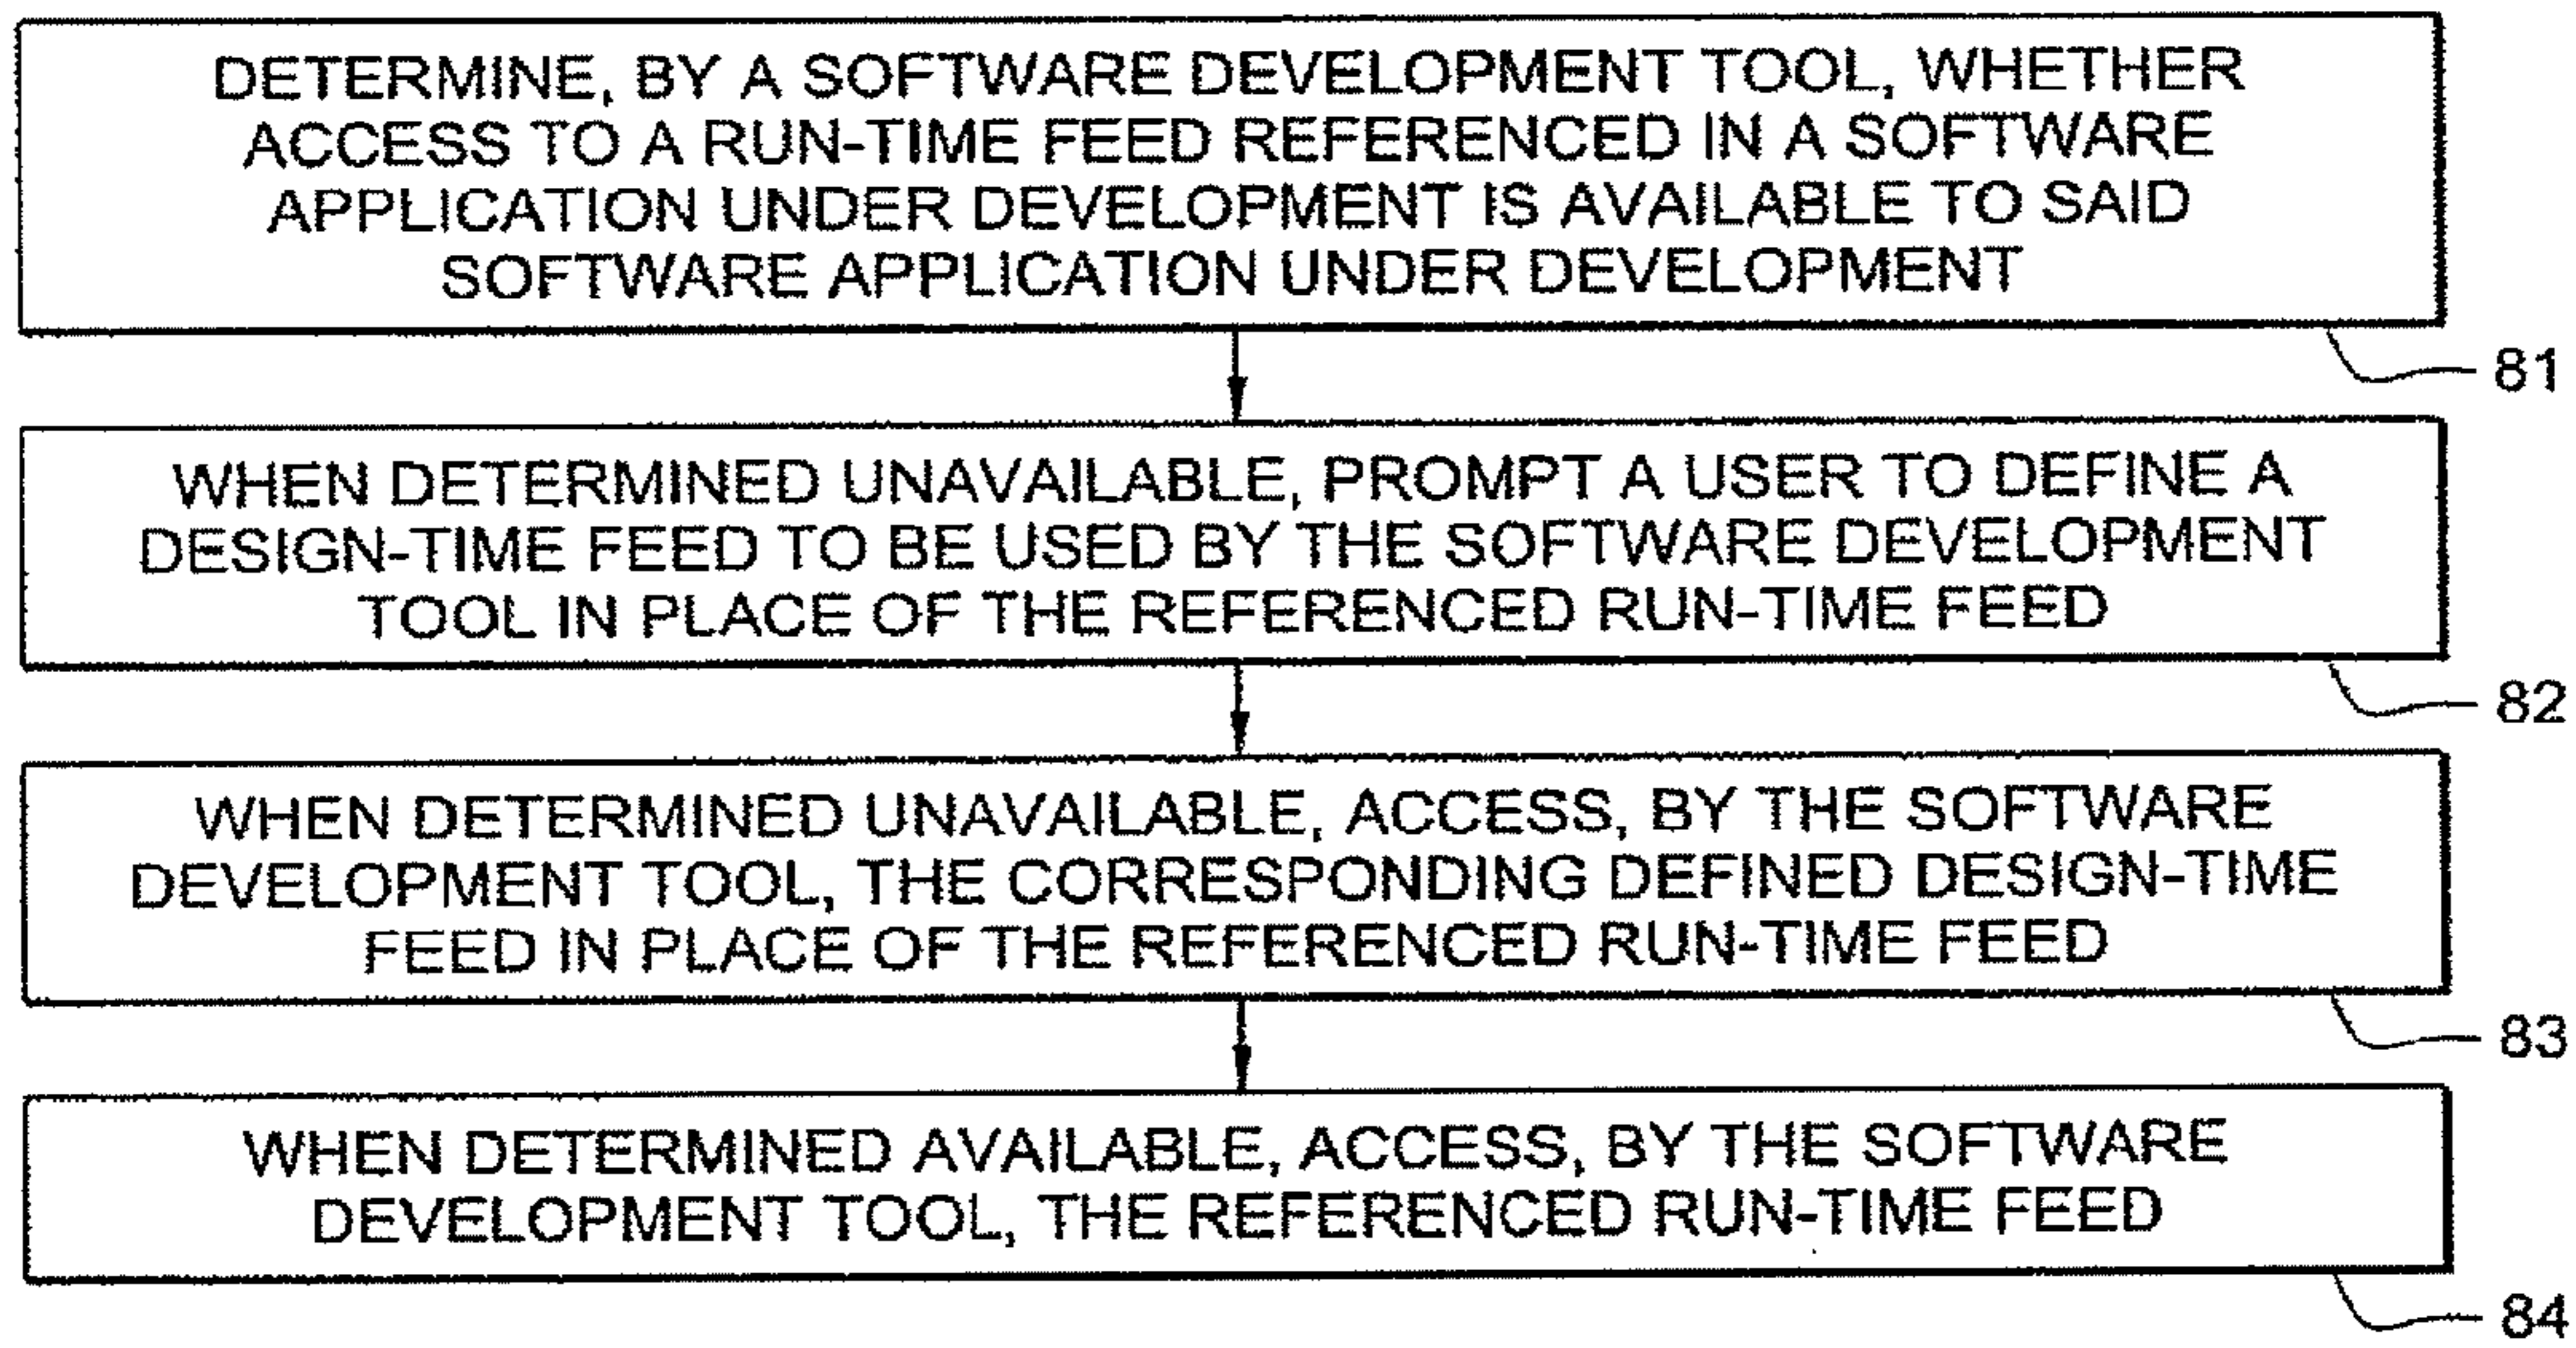 DETERMINE, BY A SOFTWARE DEVELOPMENT TOOL, WHETHER
ACCESS TO A RUN-TIME FEED REFERENCED IN A SOFTWARE
APPLICATION UNDER DEVELOPMENT IS AVAILABLE TO SAID
SOFTWARE APPLICATION UNDER DEVELOPMENT
81
WHEN DETERMINED UNAVAILABLE, PROMPT A USER TO DEFINE A
DESIGN-TIME FEED TO BE USED BY THE SOFTWARE DEVELOPMENT
TOOL IN PLACE OF THE REFERENCED RUN-TIME FEED
82
WHEN DETERMINED UNAVAILABLE, ACCESS, BY THE SOFTWARE
DEVELOPMENT TOOL, THE CORRESPONDING DEFINED DESIGN-TIME
FEED IN PLACE OF THE REFERENCED RUN-TIME FEED
83
WHEN DETERMINED AVAILABLE, ACCESS, BY THE SOFTWARE
DEVELOPMENT TOOL, THE REFERENCED RUN-TIME FEED
84